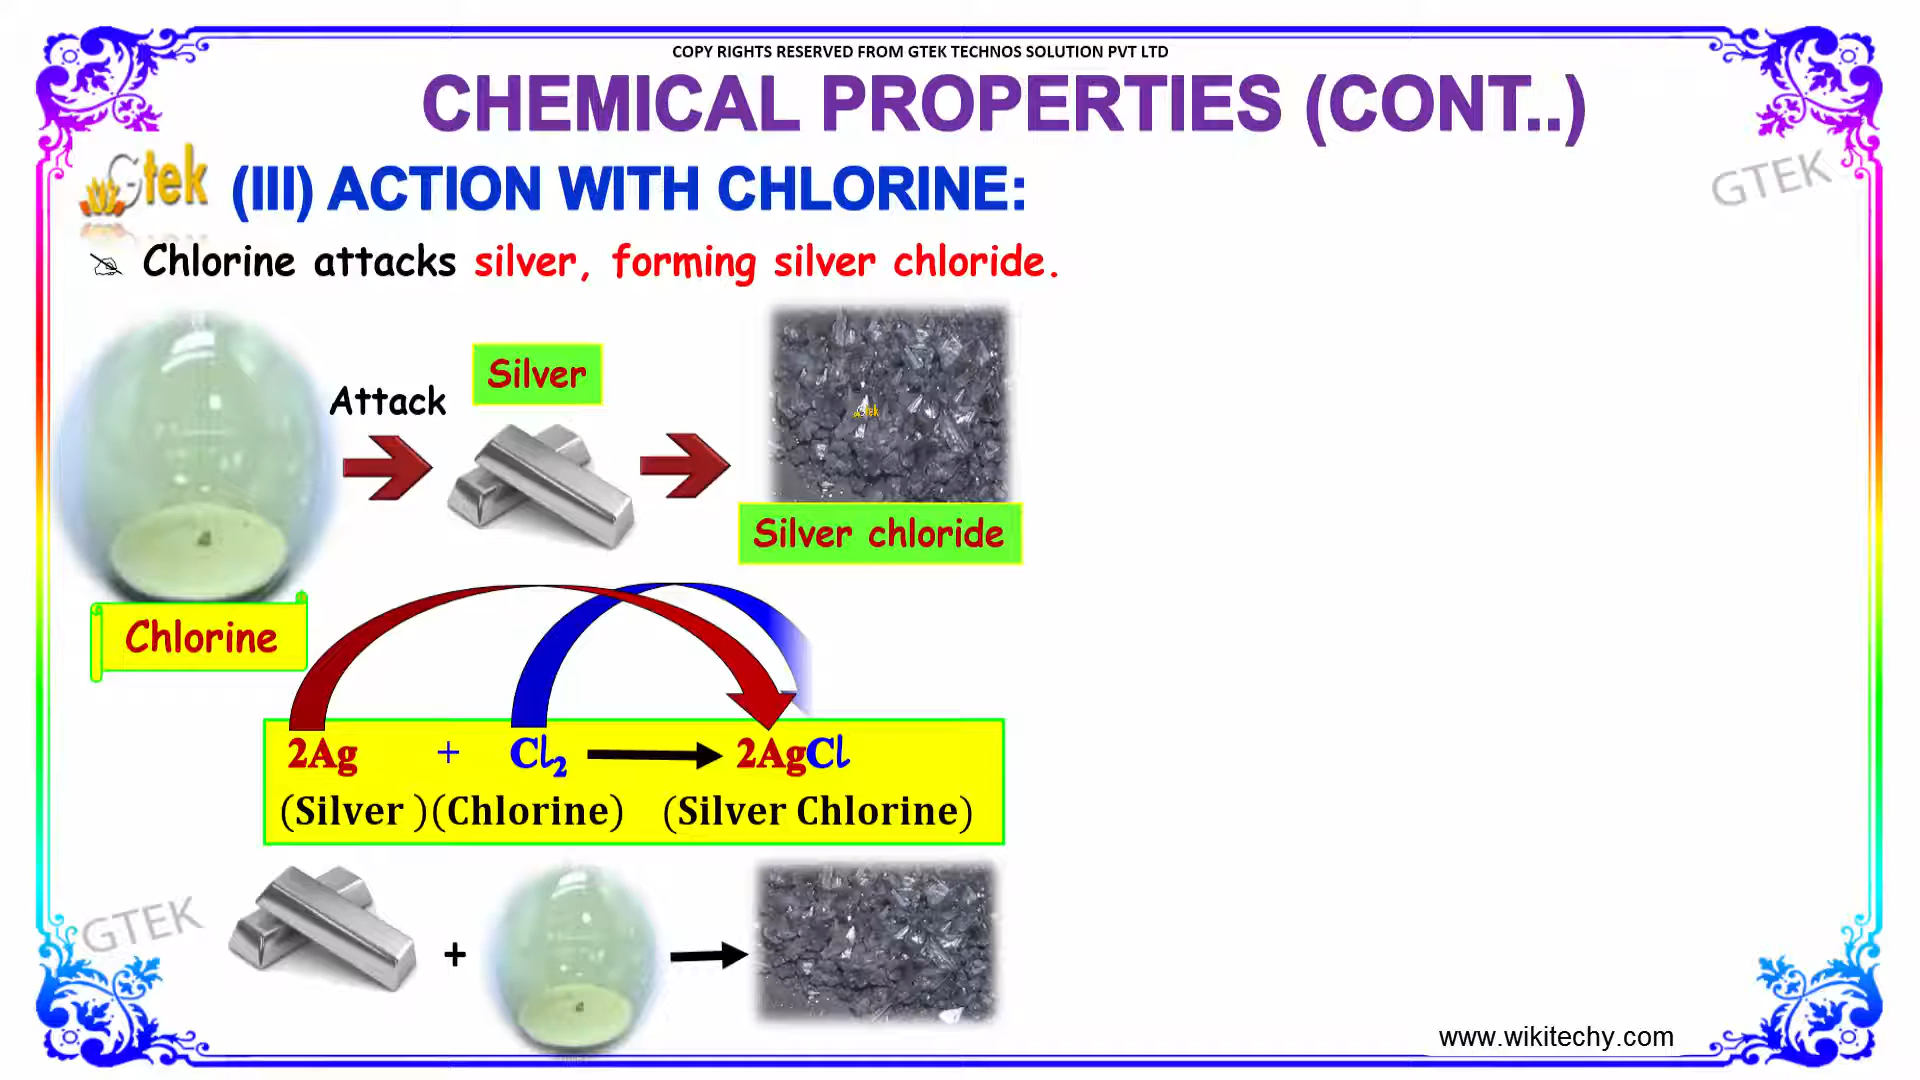 COPY RIGHTS RESERVED FROM GTEK TECHNOS SOLUTION PVT LTD
CHEMICAL PROPERTIES (CONT..)
Gtek
(III) ACTION WITH CHLORINE:
GTEK
Chlorine attacks silver, forming silver chloride.
Silver
Attack
Gtek
Silver chloride
Chlorine
2Ag + Cl₂ ⟶ 2AgCl
(Silver )(Chlorine) (Silver Chlorine)
GTEK
+
www.wikitechy.com